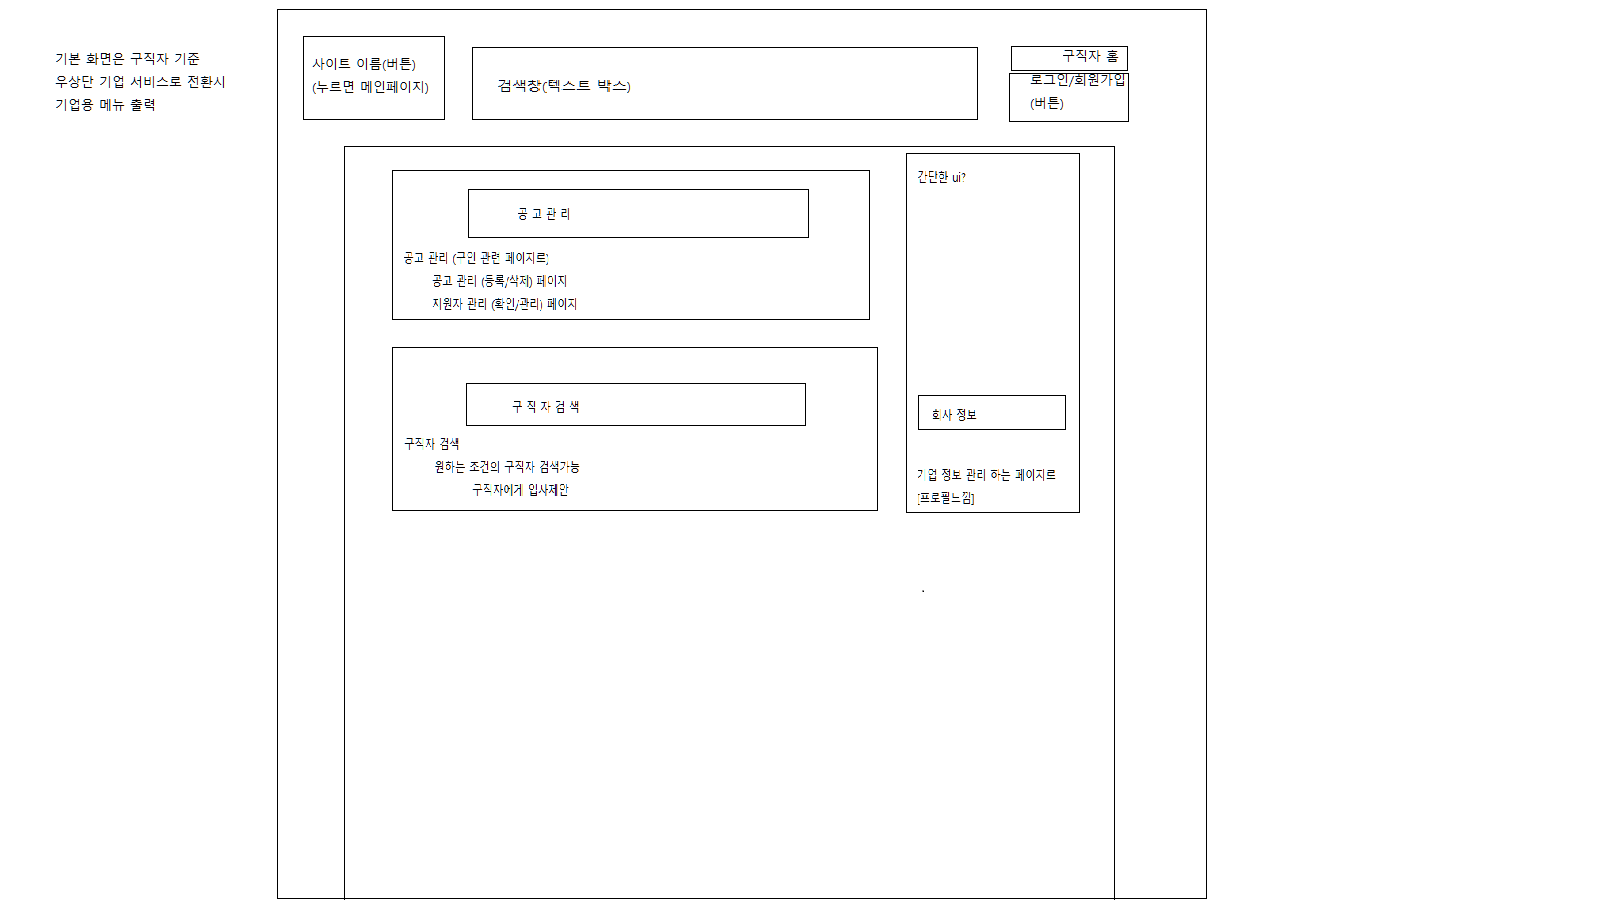 기본 화면은 구직자 기준
우상단 기업 서비스로 전환시
기업용 메뉴 출력
사이트 이름(버튼)
(누르면 메인페이지)
검색창(텍스트 박스)
구직자 홈
로그인/회원가입
(버튼)
공 고 관 리
공고 관리 (구인 관련 페이지로)
공고 관리 (등록/삭제) 페이지
지원자 관리 (확인/관리) 페이지
구 직 자 검 색
구직자 검색
원하는 조건의 구직자 검색가능
구직자에게 입사제안
간단한 ui?
회사 정보
기업 정보 관리 하는 페이지로
[프로필느낌]
.